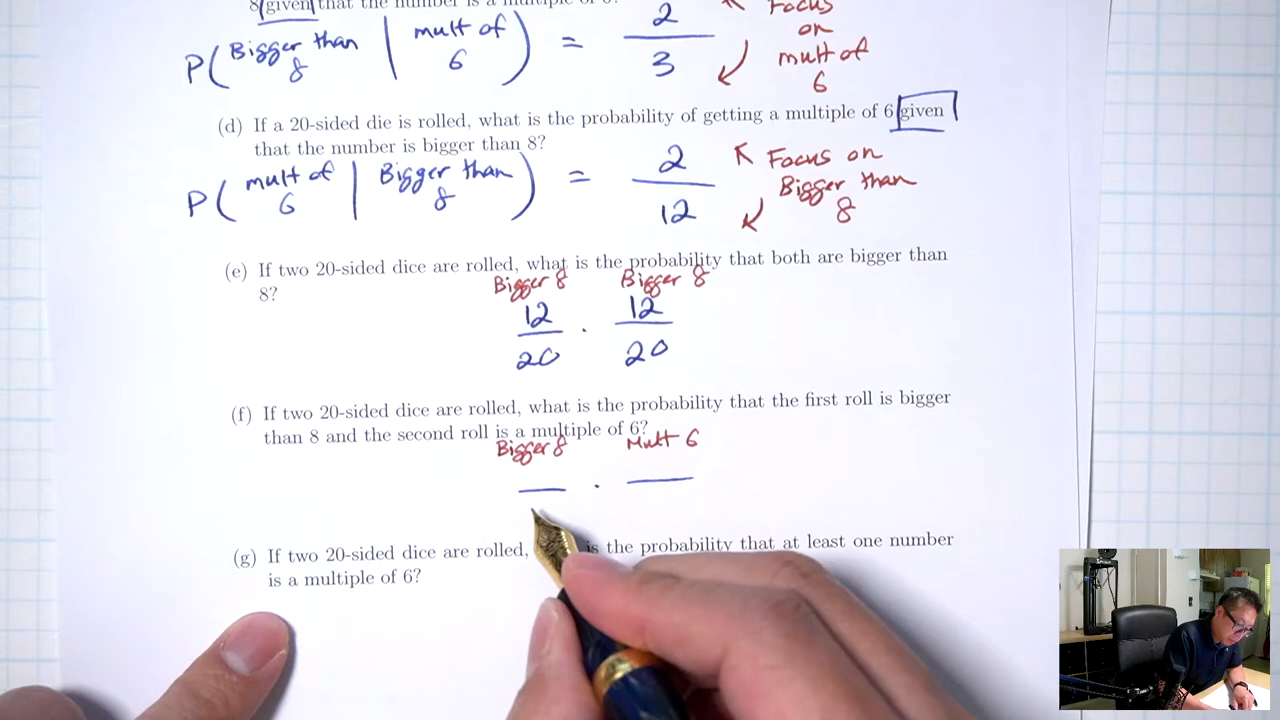 8 given that the number is a multiple of 6?
P( Bigger than 8 | mult of 6 ) = 2/3
Focus on mult of 6
(d) If a 20-sided die is rolled, what is the probability of getting a multiple of 6 given
that the number is bigger than 8?
P( mult of 6 | Bigger than 8 ) = 2/12
Focus on Bigger than 8
(e) If two 20-sided dice are rolled, what is the probability that both are bigger than
8?
Bigger 8 Bigger 8
12/20 · 12/20
(f) If two 20-sided dice are rolled, what is the probability that the first roll is bigger
than 8 and the second roll is a multiple of 6?
Bigger 8 Mult 6
(g) If two 20-sided dice are rolled, is the probability that at least one number
is a multiple of 6?